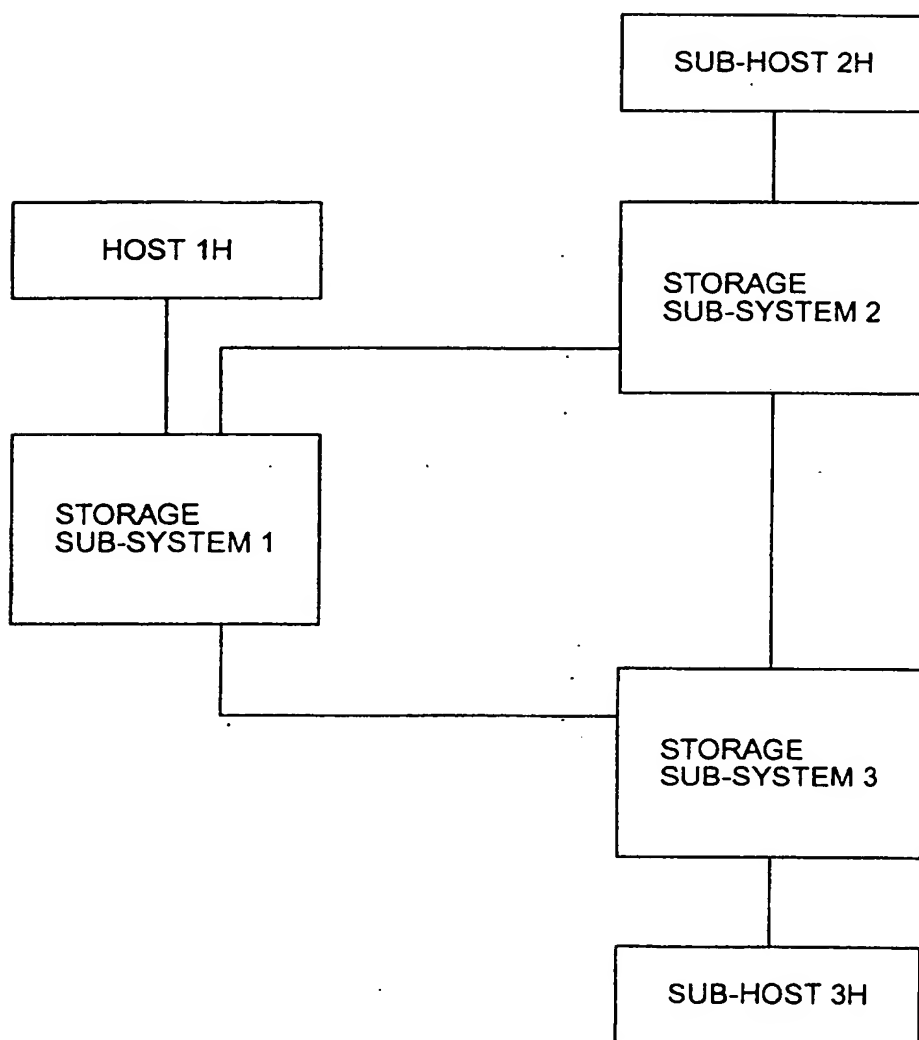 SUB-HOST 2H
HOST 1H
STORAGE
SUB-SYSTEM 2
STORAGE
SUB-SYSTEM 1
STORAGE
SUB-SYSTEM 3
SUB-HOST 3H